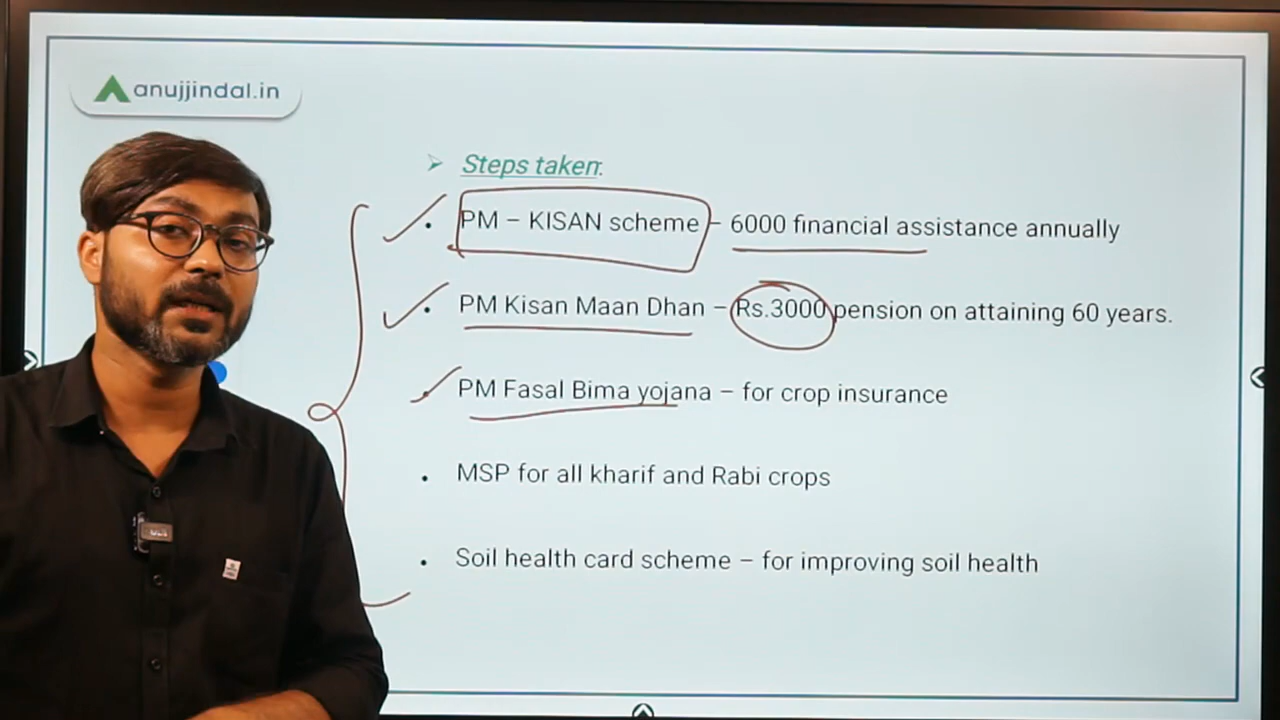 anujjindal.in
➢ Steps taken:
• PM – KISAN scheme – 6000 financial assistance annually
• PM Kisan Maan Dhan – Rs.3000 pension on attaining 60 years.
• PM Fasal Bima yojana – for crop insurance
• MSP for all kharif and Rabi crops
• Soil health card scheme – for improving soil health